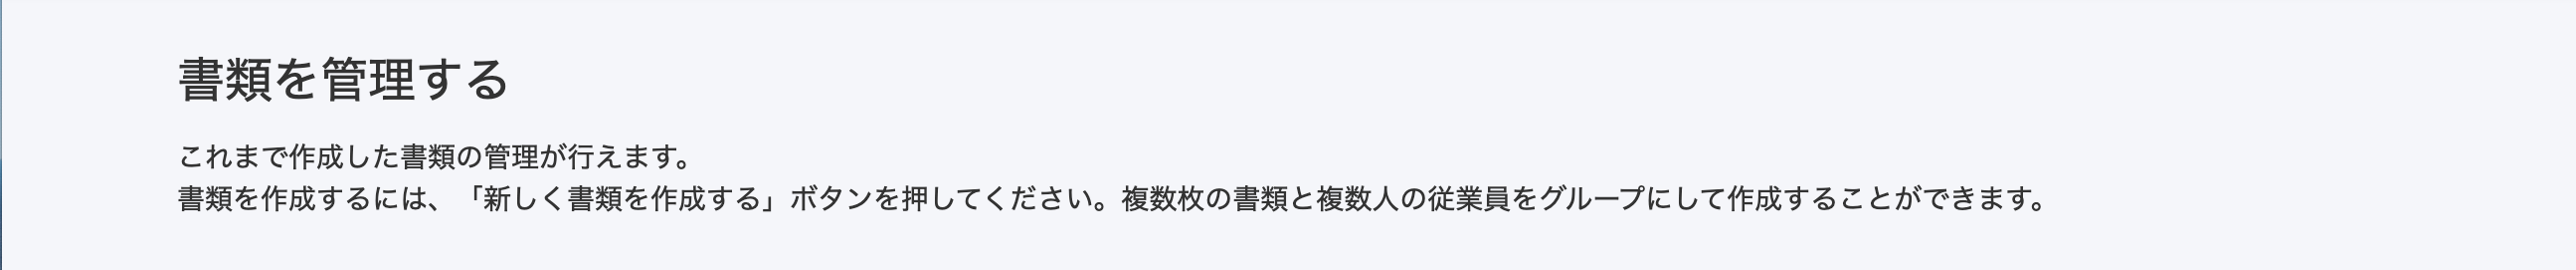 書類を管理する
これまで作成した書類の管理が行えます。
書類を作成するには、「新しく書類を作成する」ボタンを押してください。複数枚の書類と複数人の従業員をグループにして作成することができます。